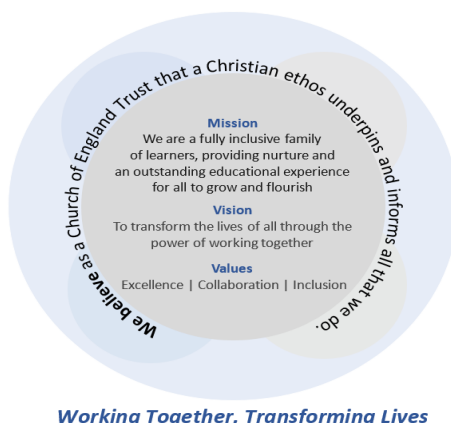 We believe as a Church of England Trust that a Christian ethos underpins and informs all that we do.
Mission
We are a fully inclusive family
of learners, providing nurture and
an outstanding educational experience
for all to grow and flourish
Vision
To transform the lives of all through the
power of working together
Values
Excellence | Collaboration | Inclusion
Working Together, Transforming Lives